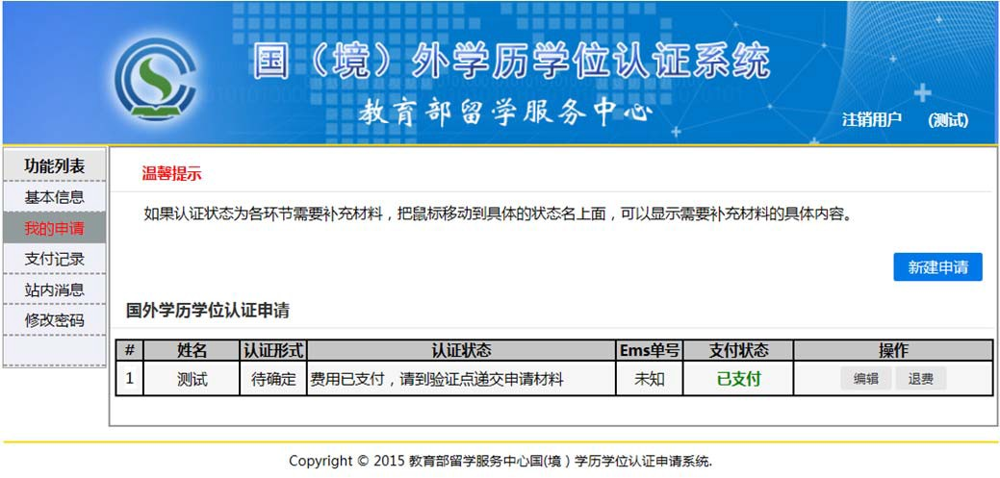 国（境）外学历学位认证系统
教育部留学服务中心
注销用户 (测试)
功能列表
基本信息
我的申请
支付记录
站内消息
修改密码
温馨提示
如果认证状态为各环节需要补充材料，把鼠标移动到具体的状态名上面，可以显示需要补充材料的具体内容。
新建申请
国外学历学位认证申请
# 姓名 认证形式 认证状态 Ems单号 支付状态 操作
1 测试 待确定 费用已支付，请到验证点递交申请材料 未知 已支付 编辑 退费
Copyright © 2015 教育部留学服务中心国(境）学历学位认证申请系统.